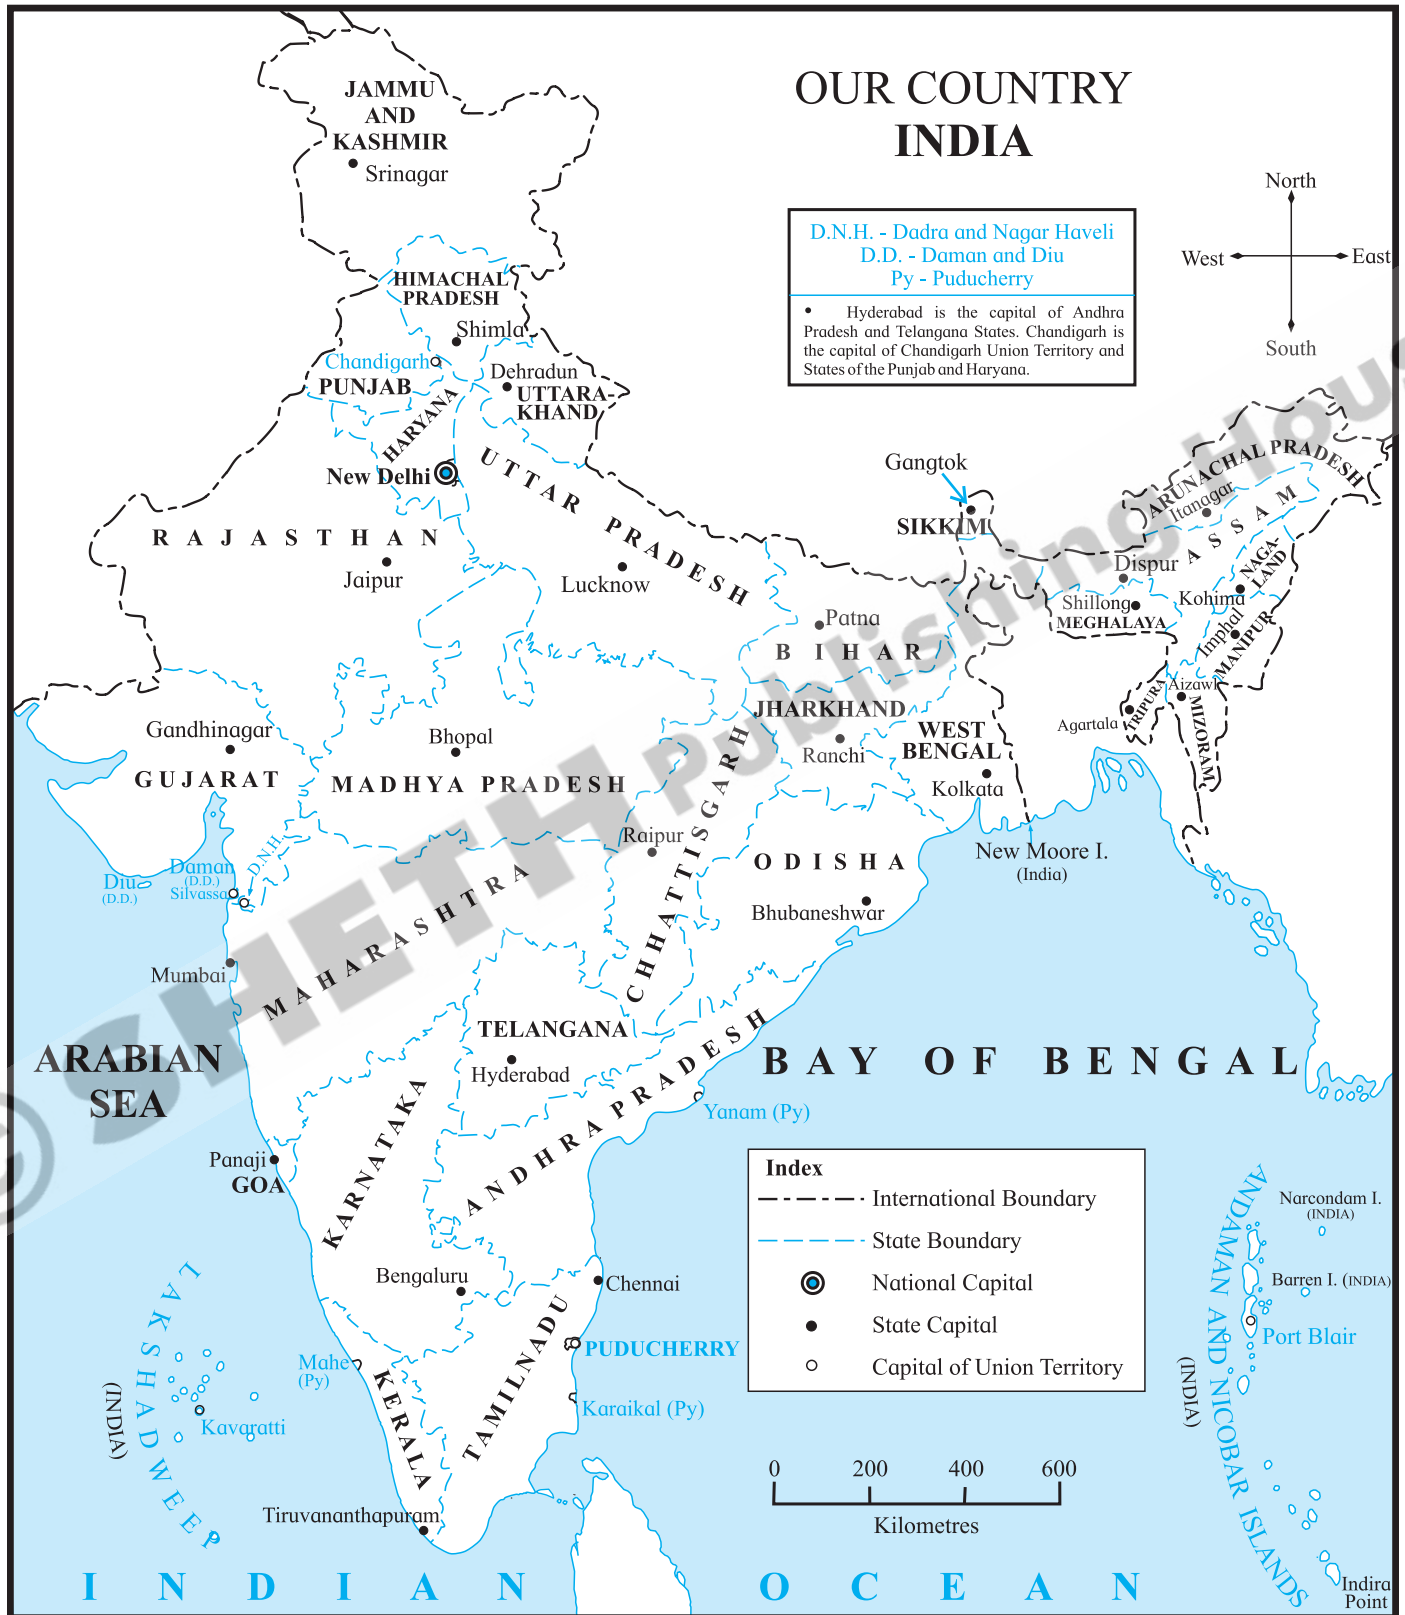 OUR COUNTRY
INDIA
North
West
East
South
D.N.H. - Dadra and Nagar Haveli
D.D. - Daman and Diu
Py - Puducherry
• Hyderabad is the capital of Andhra
Pradesh and Telangana States. Chandigarh is
the capital of Chandigarh Union Territory and
States of the Punjab and Haryana.
JAMMU
AND
KASHMIR
Srinagar
HIMACHAL
PRADESH
Shimla
Chandigarh
PUNJAB
Dehradun
UTTARA-
KHAND
HARYANA
New Delhi
UTTAR PRADESH
Lucknow
RAJASTHAN
Jaipur
Gangtok
SIKKIM
ARUNACHAL PRADESH
Itanagar
ASSAM
Dispur
NAGA-
LAND
Kohima
Shillong
MEGHALAYA
Imphal
MANIPUR
Aizawl
MIZORAM
TRIPURA
Agartala
Patna
BIHAR
JHARKHAND
Ranchi
WEST
BENGAL
Kolkata
New Moore I.
(India)
Gandhinagar
GUJARAT
Bhopal
MADHYA PRADESH
CHHATTISGARH
Raipur
ODISHA
Bhubaneshwar
Diu
(D.D.)
Daman
(D.D.)
Silvassa
D.N.H.
MAHARASHTRA
Mumbai
TELANGANA
Hyderabad
ANDHRA PRADESH
Yanam (Py)
ARABIAN
SEA
BAY OF BENGAL
KARNATAKA
Panaji
GOA
Bengaluru
Chennai
TAMILNADU
PUDUCHERRY
Karaikal (Py)
Mahe
(Py)
KERALA
Tiruvananthapuram
LAKSHADWEEP
(INDIA)
Kavaratti
Index
International Boundary
State Boundary
National Capital
State Capital
Capital of Union Territory
0 200 400 600
Kilometres
ANDAMAN AND NICOBAR ISLANDS
(INDIA)
Narcondam I.
(INDIA)
Barren I. (INDIA)
Port Blair
Indira
Point
INDIAN OCEAN
© SHETH Publishing House